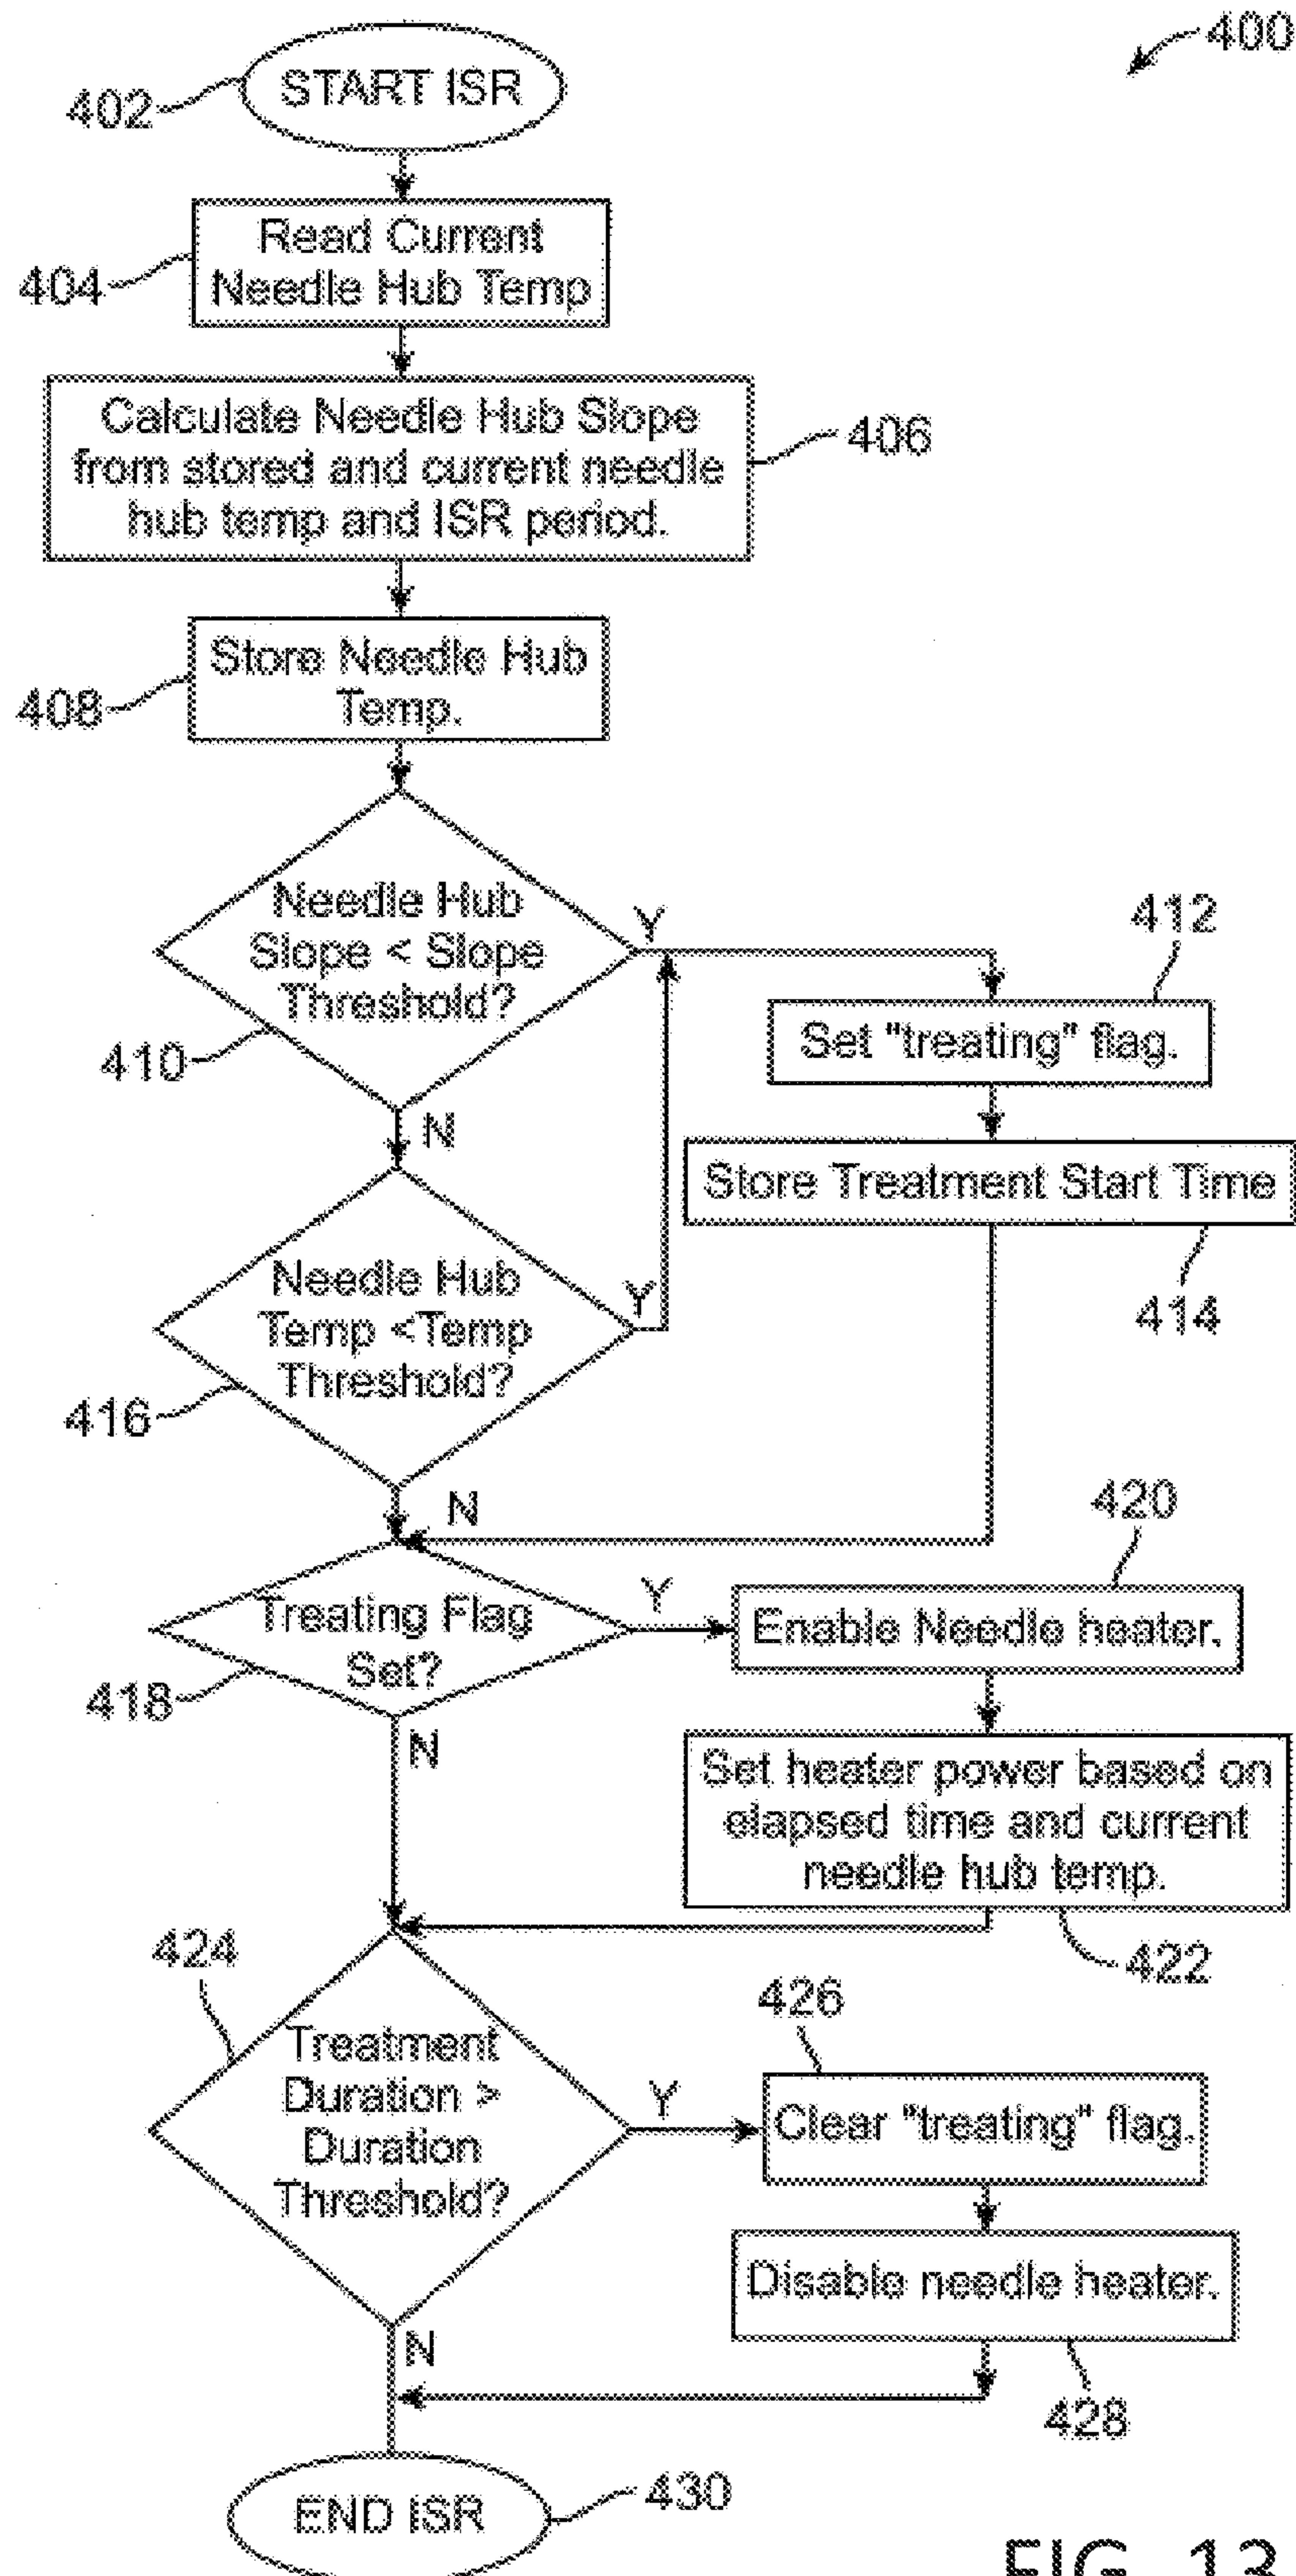 400
402
START ISR
404
Read Current
Needle Hub Temp
Calculate Needle Hub Slope
from stored and current needle
hub temp and ISR period.
406
408
Store Needle Hub
Temp.
Needle Hub
Slope < Slope
Threshold?
410
Y
N
412
Set "treating" flag.
Store Treatment Start Time
414
Needle Hub
Temp <Temp
Threshold?
416
Y
N
Treating Flag
Set?
418
Y
N
420
Enable Needle heater.
Set heater power based on
elapsed time and current
needle hub temp.
422
424
Treatment
Duration >
Duration
Threshold?
Y
N
426
Clear "treating" flag.
Disable needle heater.
428
END ISR
430
FIG. 13